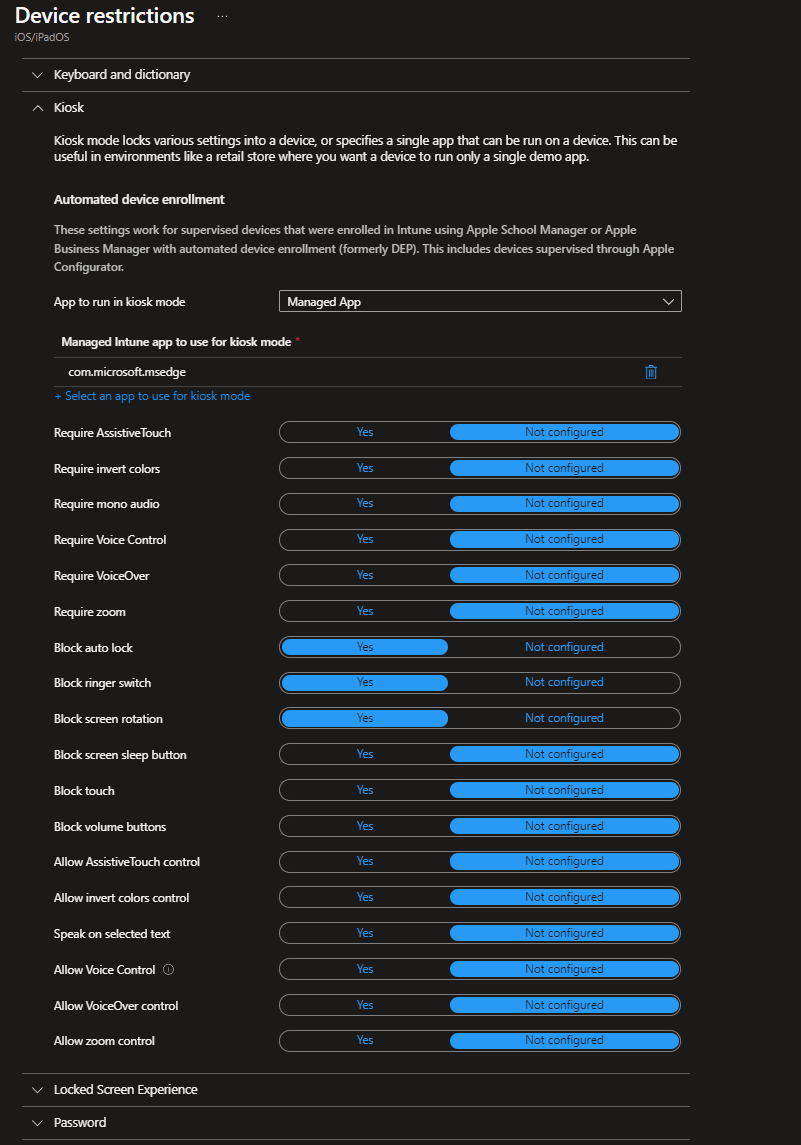 Device restrictions ...
iOS/iPadOS
Keyboard and dictionary
Kiosk
Kiosk mode locks various settings into a device, or specifies a single app that can be run on a device. This can be
useful in environments like a retail store where you want a device to run only a single demo app.
Automated device enrollment
These settings work for supervised devices that were enrolled in Intune using Apple School Manager or Apple
Business Manager with automated device enrollment (formerly DEP). This includes devices supervised through Apple
Configurator.
App to run in kiosk mode Managed App
Managed Intune app to use for kiosk mode *
com.microsoft.msedge
+ Select an app to use for kiosk mode
Require AssistiveTouch Yes Not configured
Require invert colors Yes Not configured
Require mono audio Yes Not configured
Require Voice Control Yes Not configured
Require VoiceOver Yes Not configured
Require zoom Yes Not configured
Block auto lock Yes Not configured
Block ringer switch Yes Not configured
Block screen rotation Yes Not configured
Block screen sleep button Yes Not configured
Block touch Yes Not configured
Block volume buttons Yes Not configured
Allow AssistiveTouch control Yes Not configured
Allow invert colors control Yes Not configured
Speak on selected text Yes Not configured
Allow Voice Control Yes Not configured
Allow VoiceOver control Yes Not configured
Allow zoom control Yes Not configured
Locked Screen Experience
Password